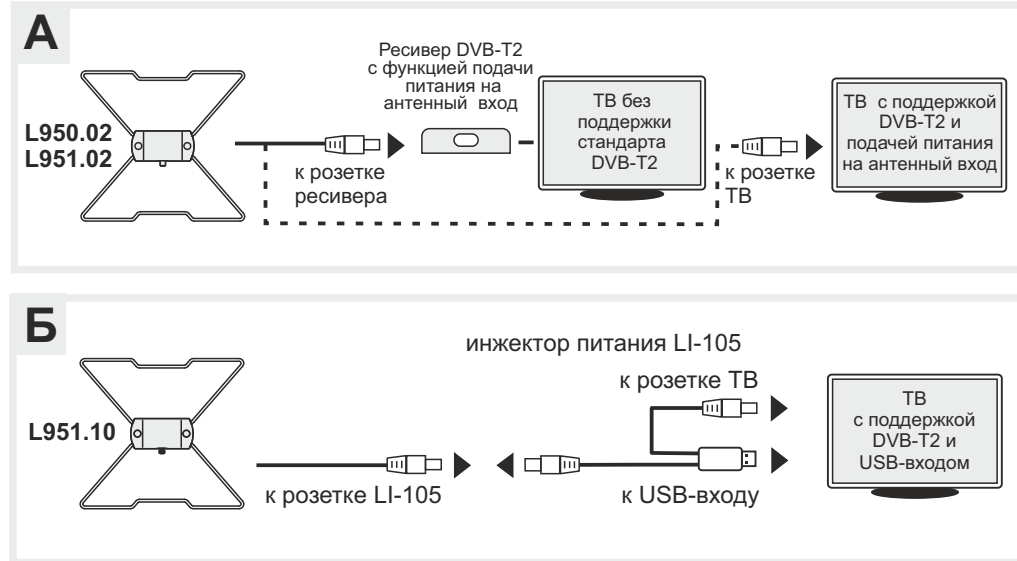 А
Ресивер DVB-T2
с функцией подачи
питания на
антенный вход
L950.02
L951.02
к розетке
ресивера
ТВ без
поддержки
стандарта
DVB-T2
к розетке
ТВ
ТВ с поддержкой
DVB-T2 и
подачей питания
на антенный вход
Б
инжектор питания LI-105
L951.10
к розетке LI-105
к розетке ТВ
к USB-входу
ТВ
с поддержкой
DVB-T2 и
USB-входом